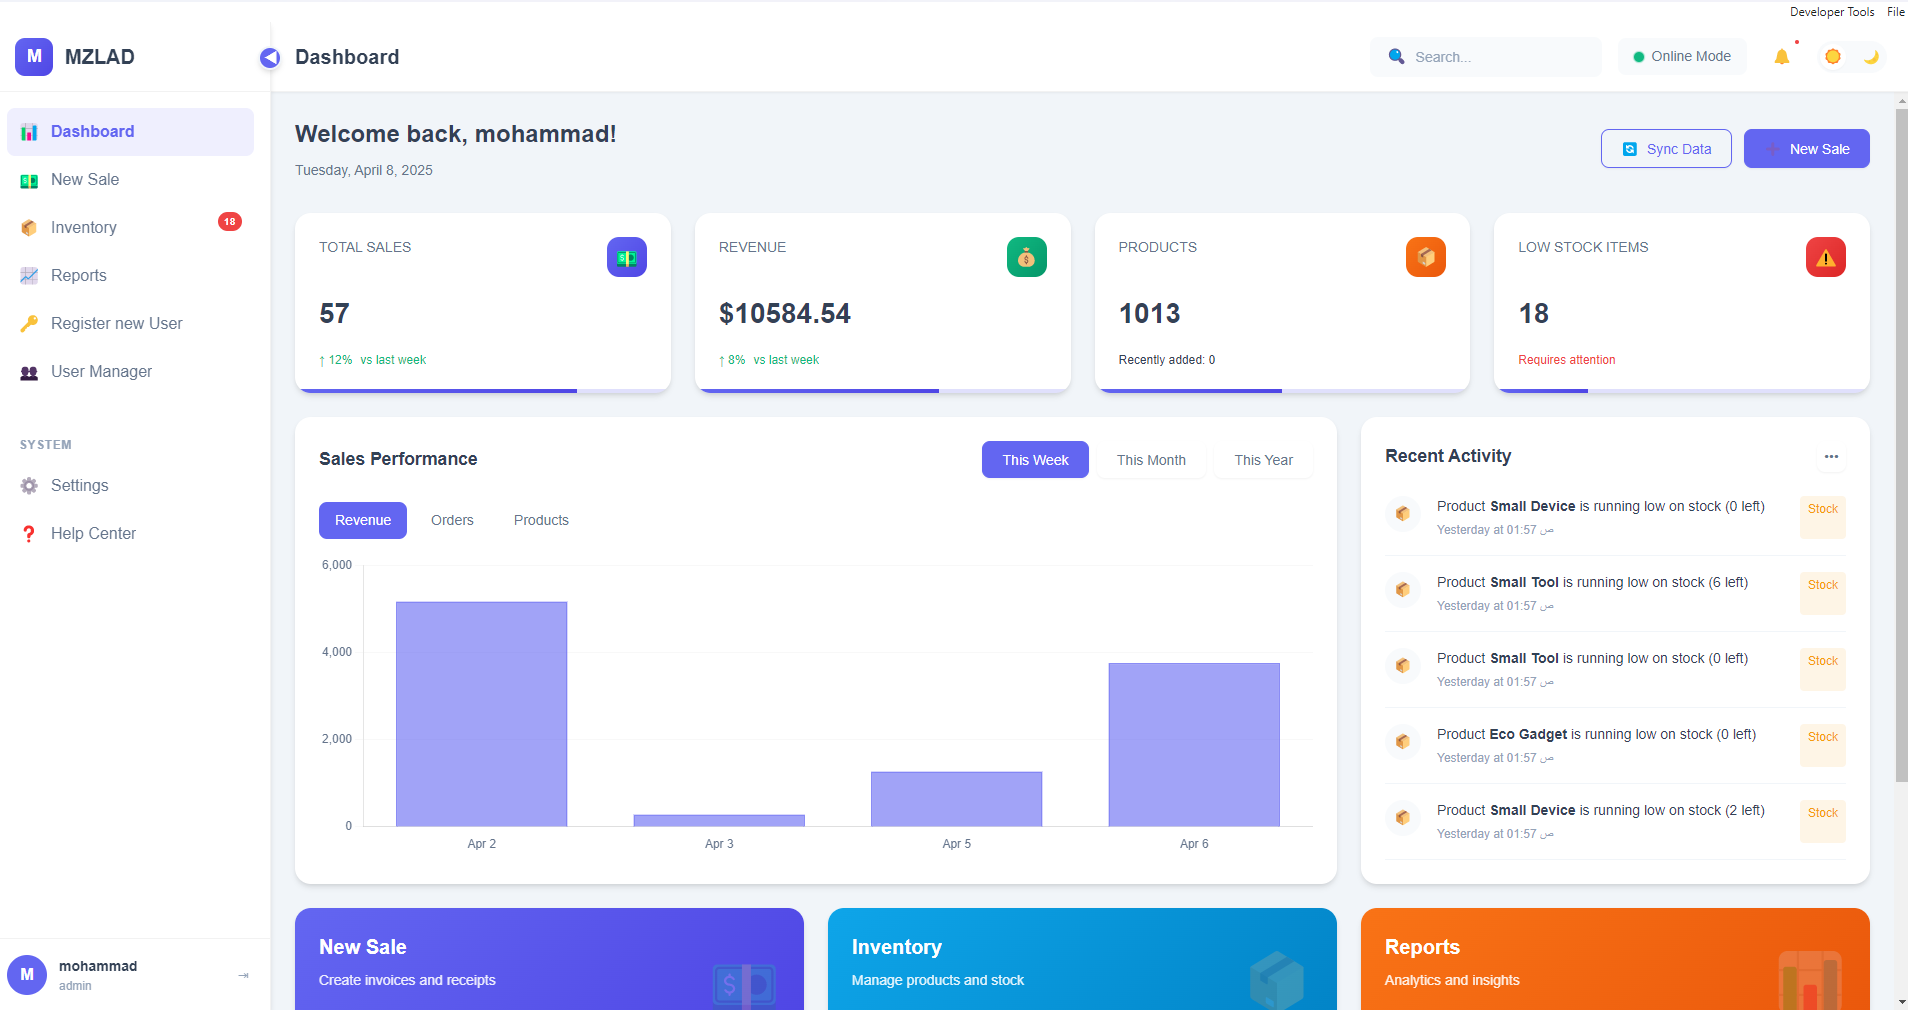 Developer Tools File
M MZLAD
Dashboard
Search...
Online Mode
Dashboard
New Sale
Inventory 18
Reports
Register new User
User Manager
SYSTEM
Settings
Help Center
M
mohammad
admin
Welcome back, mohammad!
Tuesday, April 8, 2025
Sync Data
New Sale
TOTAL SALES
57
↑ 12% vs last week
REVENUE
$10584.54
↑ 8% vs last week
PRODUCTS
1013
Recently added: 0
LOW STOCK ITEMS
18
Requires attention
Sales Performance
This Week This Month This Year
Revenue Orders Products
6,000
4,000
2,000
0
Apr 2 Apr 3 Apr 5 Apr 6
Recent Activity
Product Small Device is running low on stock (0 left) Stock
Yesterday at 01:57 ص
Product Small Tool is running low on stock (6 left) Stock
Yesterday at 01:57 ص
Product Small Tool is running low on stock (0 left) Stock
Yesterday at 01:57 ص
Product Eco Gadget is running low on stock (0 left) Stock
Yesterday at 01:57 ص
Product Small Device is running low on stock (2 left) Stock
Yesterday at 01:57 ص
New Sale
Create invoices and receipts
Inventory
Manage products and stock
Reports
Analytics and insights